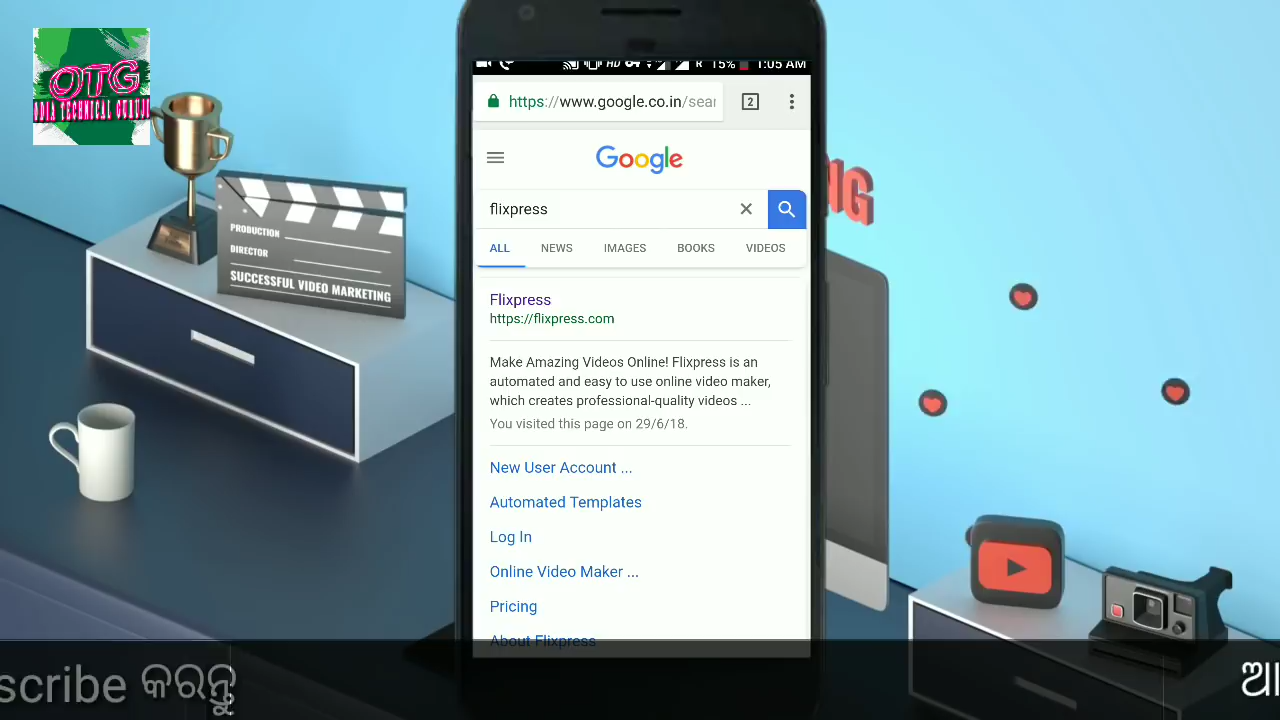 OTG
HD R 15% 1:05 AM
https://www.google.co.in/sear
2
Google
flixpress
ALL NEWS IMAGES BOOKS VIDEOS
Flixpress
https://flixpress.com
Make Amazing Videos Online! Flixpress is an
automated and easy to use online video maker,
which creates professional-quality videos ...
You visited this page on 29/6/18.
New User Account ...
Automated Templates
Log In
Online Video Maker ...
Pricing
About Flixpress
PRODUCTION
DIRECTOR
SUCCESSFUL VIDEO MARKETING
NG
scribe କରନ୍ତୁ
ଆ